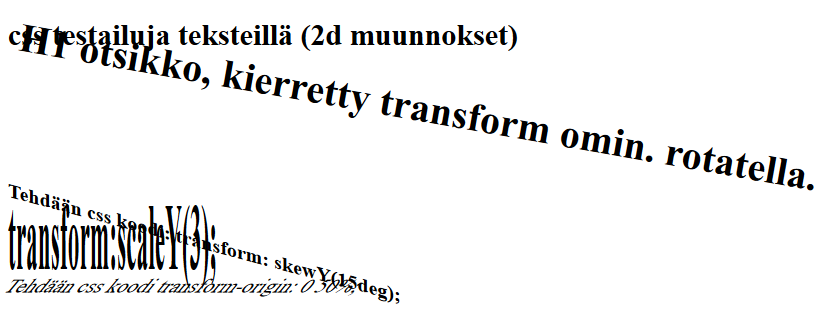 css testailuja teksteillä (2d muunnokset)
H1 otsikko, kierretty transform omin. rotatella.
Tehdään css koodi: transform: skewY(15deg);
transform:scaleY(3);
Tehdään css koodi transform-origin: 0 50%;